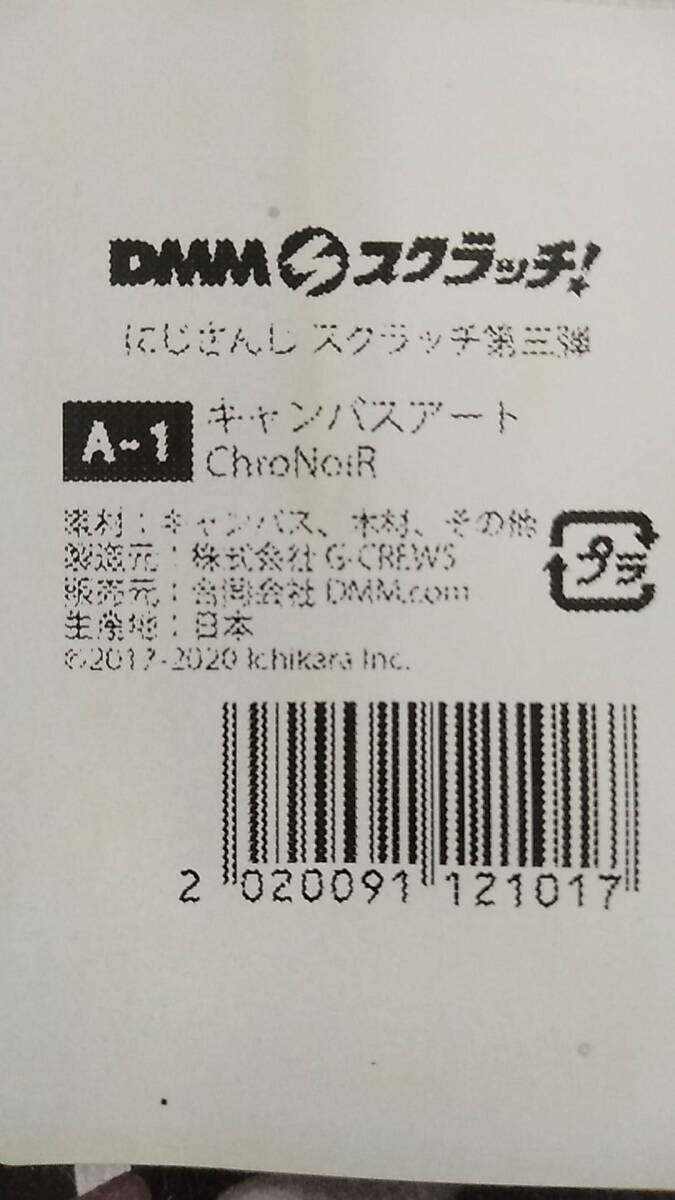 DMMスクラッチ!
にじさんじ スクラッチ第三弾
A-1
キャンバスアート
ChroNoiR
素材：キャンバス、木材、その他
製造元：株式会社 G-CREWS
販売元：合同会社 DMM.com
生産地：日本
©2017-2020 Ichikara Inc.
プラ
2 020091 121017